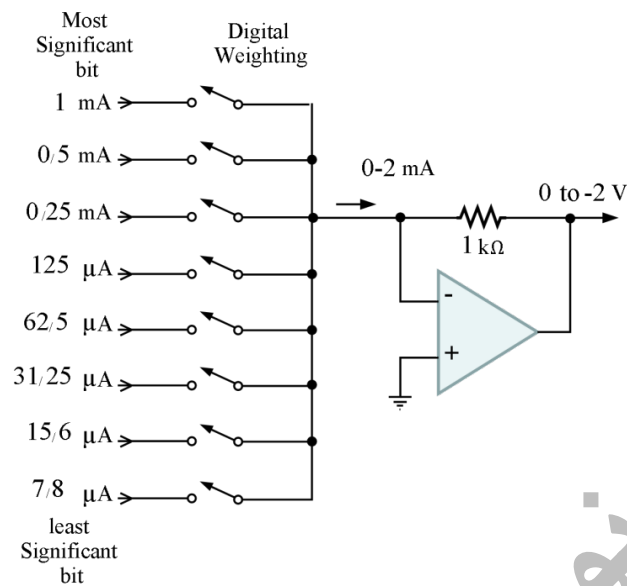 Most
Significant
bit
Digital
Weighting
1 mA
0/5 mA
0/25 mA
125 μA
62/5 μA
31/25 μA
15/6 μA
7/8 μA
least
Significant
bit
0-2 mA
1 kΩ
0 to -2 V
-
+